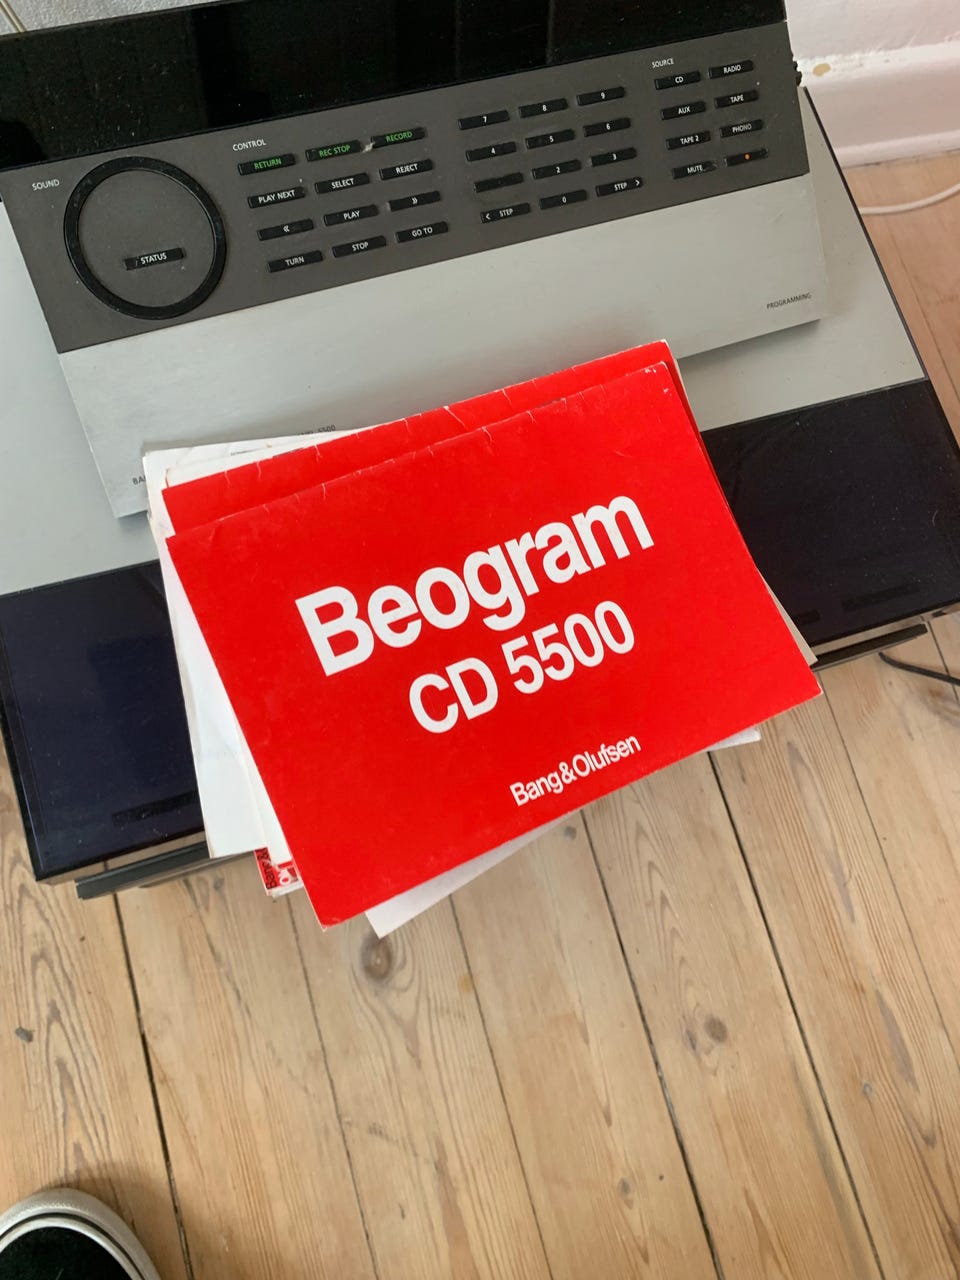 SOURCE
CD RADIO
AUX TAPE
TAPE 2 PHONO
MUTE
7 8 9
4 5 6
2 3
< STEP 0 STEP >
CONTROL
RETURN REC STOP RECORD
PLAY NEXT SELECT REJECT
« PLAY »
TURN STOP GO TO
SOUND
STATUS
PROGRAMMING
5500
Beogram
CD 5500
Bang&Olufsen